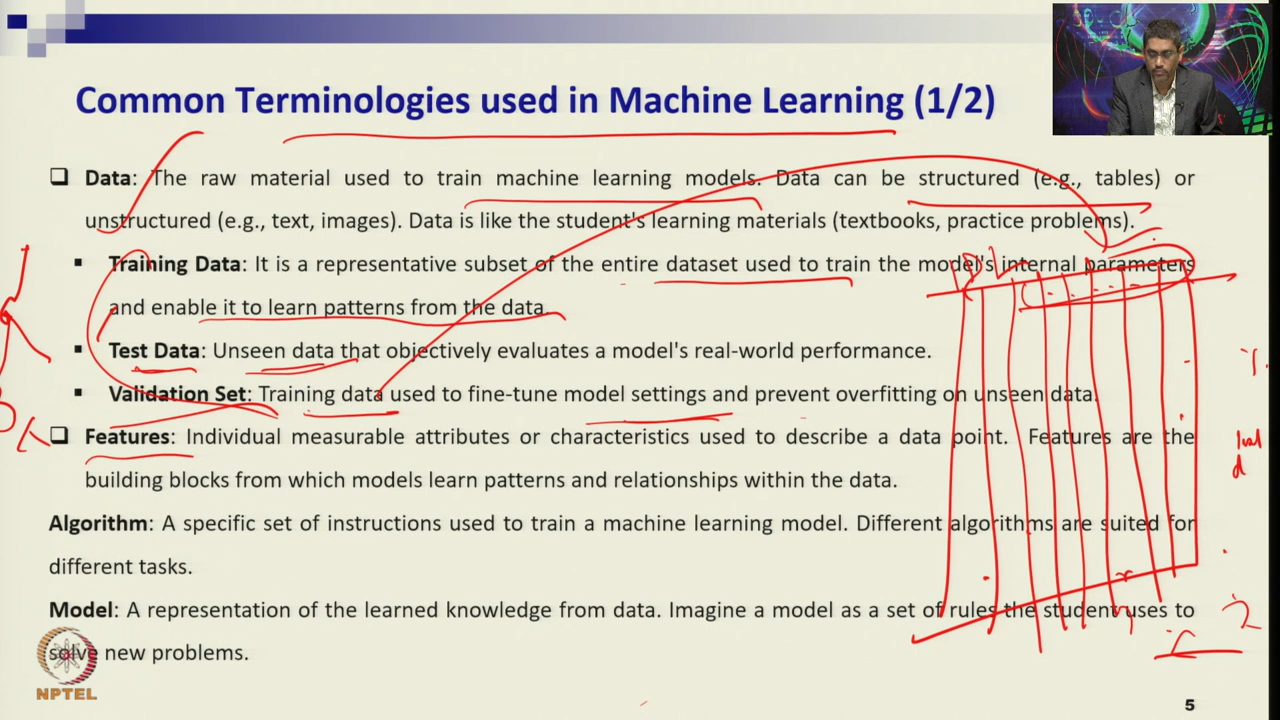 Common Terminologies used in Machine Learning (1/2)
❑ Data: The raw material used to train machine learning models. Data can be structured (e.g., tables) or
unstructured (e.g., text, images). Data is like the student's learning materials (textbooks, practice problems).
▪ Training Data: It is a representative subset of the entire dataset used to train the model's internal parameters
and enable it to learn patterns from the data.
▪ Test Data: Unseen data that objectively evaluates a model's real-world performance.
▪ Validation Set: Training data used to fine-tune model settings and prevent overfitting on unseen data.
❑ Features: Individual measurable attributes or characteristics used to describe a data point. Features are the
building blocks from which models learn patterns and relationships within the data.
Algorithm: A specific set of instructions used to train a machine learning model. Different algorithms are suited for
different tasks.
Model: A representation of the learned knowledge from data. Imagine a model as a set of rules the student uses to
solve new problems.
NPTEL
5